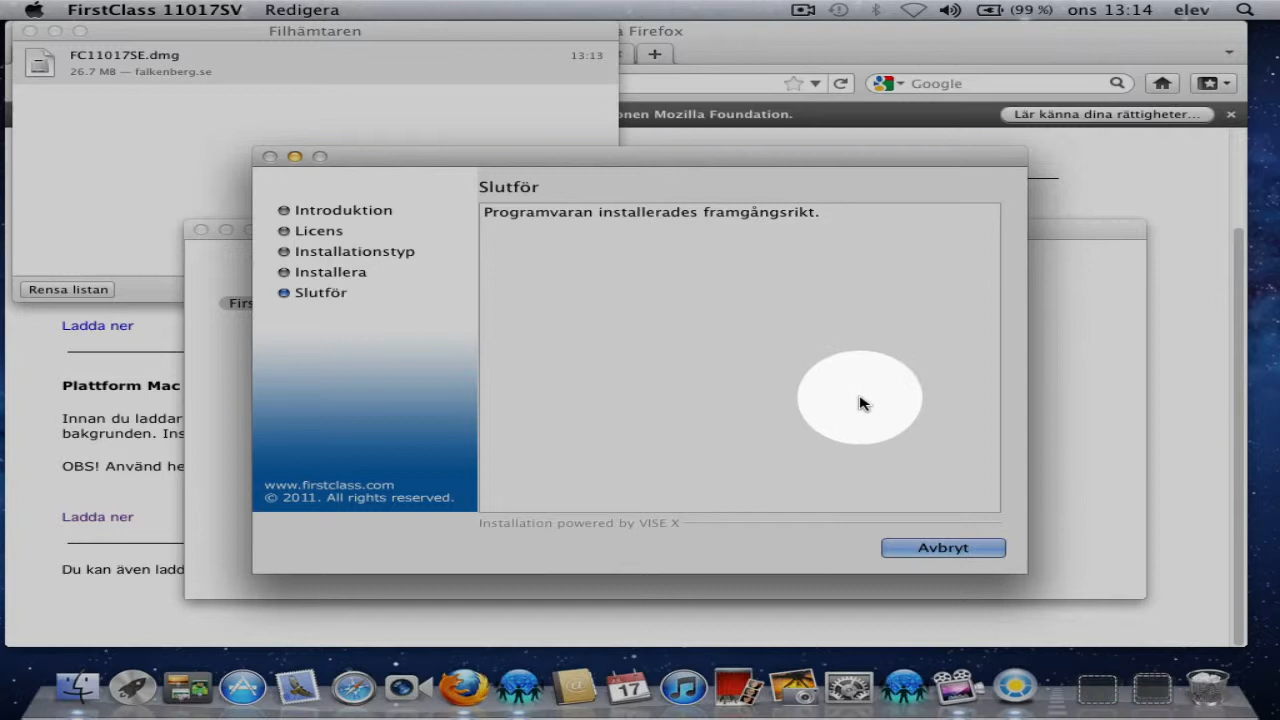 FirstClass 11017SV Redigera (99 %) ons 13:14 elev
Filhämtaren
Firefox
FC11017SE.dmg 13:13
26.7 MB — falkenberg.se
Google
onen Mozilla Foundation. Lär känna dina rättigheter...
Slutför
Introduktion
Licens
Installationstyp
Installera
Slutför
Programvaran installerades framgångsrikt.
Rensa listan
Firs
Ladda ner
Plattform Mac
Innan du laddar
bakgrunden. Ins
OBS! Använd he
www.firstclass.com
© 2011. All rights reserved.
Ladda ner
Installation powered by VISE X
Avbryt
Du kan även ladd
17